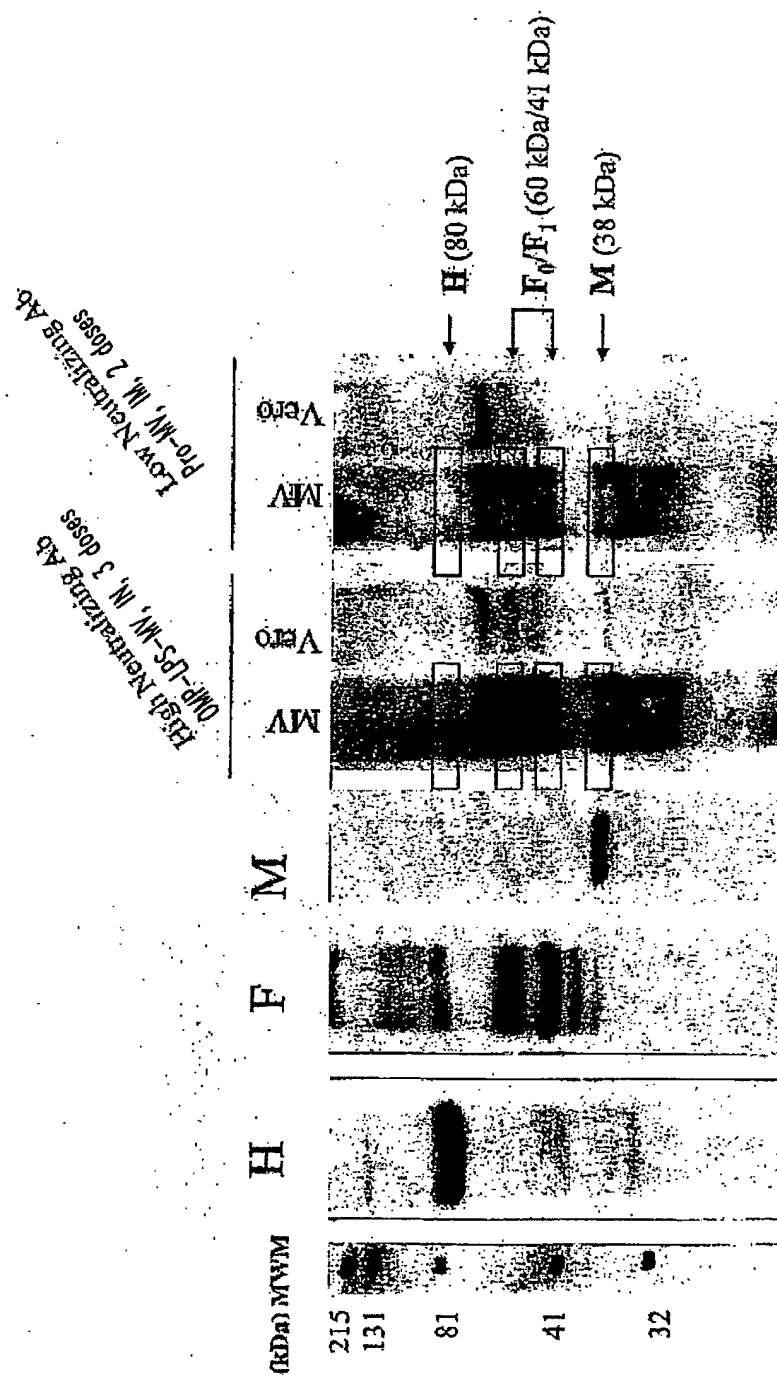 High Neutralizing Ab
OMP-LPS-MV, IN, 3 doses
Low Neutralizing Ab
Pro-MV, IM, 2 doses
(kDa) MWM
H
F
M
MV
Vero
MV
Vero
215
131
81
41
32
H (80 kDa)
F0/F1 (60 kDa/41 kDa)
M (38 kDa)